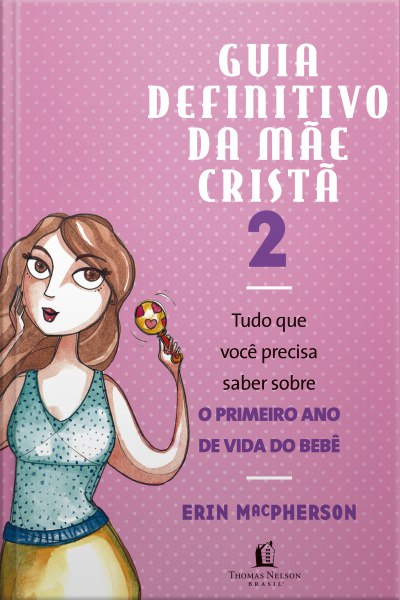 GUIA
DEFINITIVO
DA MÃE
CRISTÃ
2
Tudo que
você precisa
saber sobre
O PRIMEIRO ANO
DE VIDA DO BEBÊ
ERIN MACPHERSON
THOMAS NELSON
BRASIL®